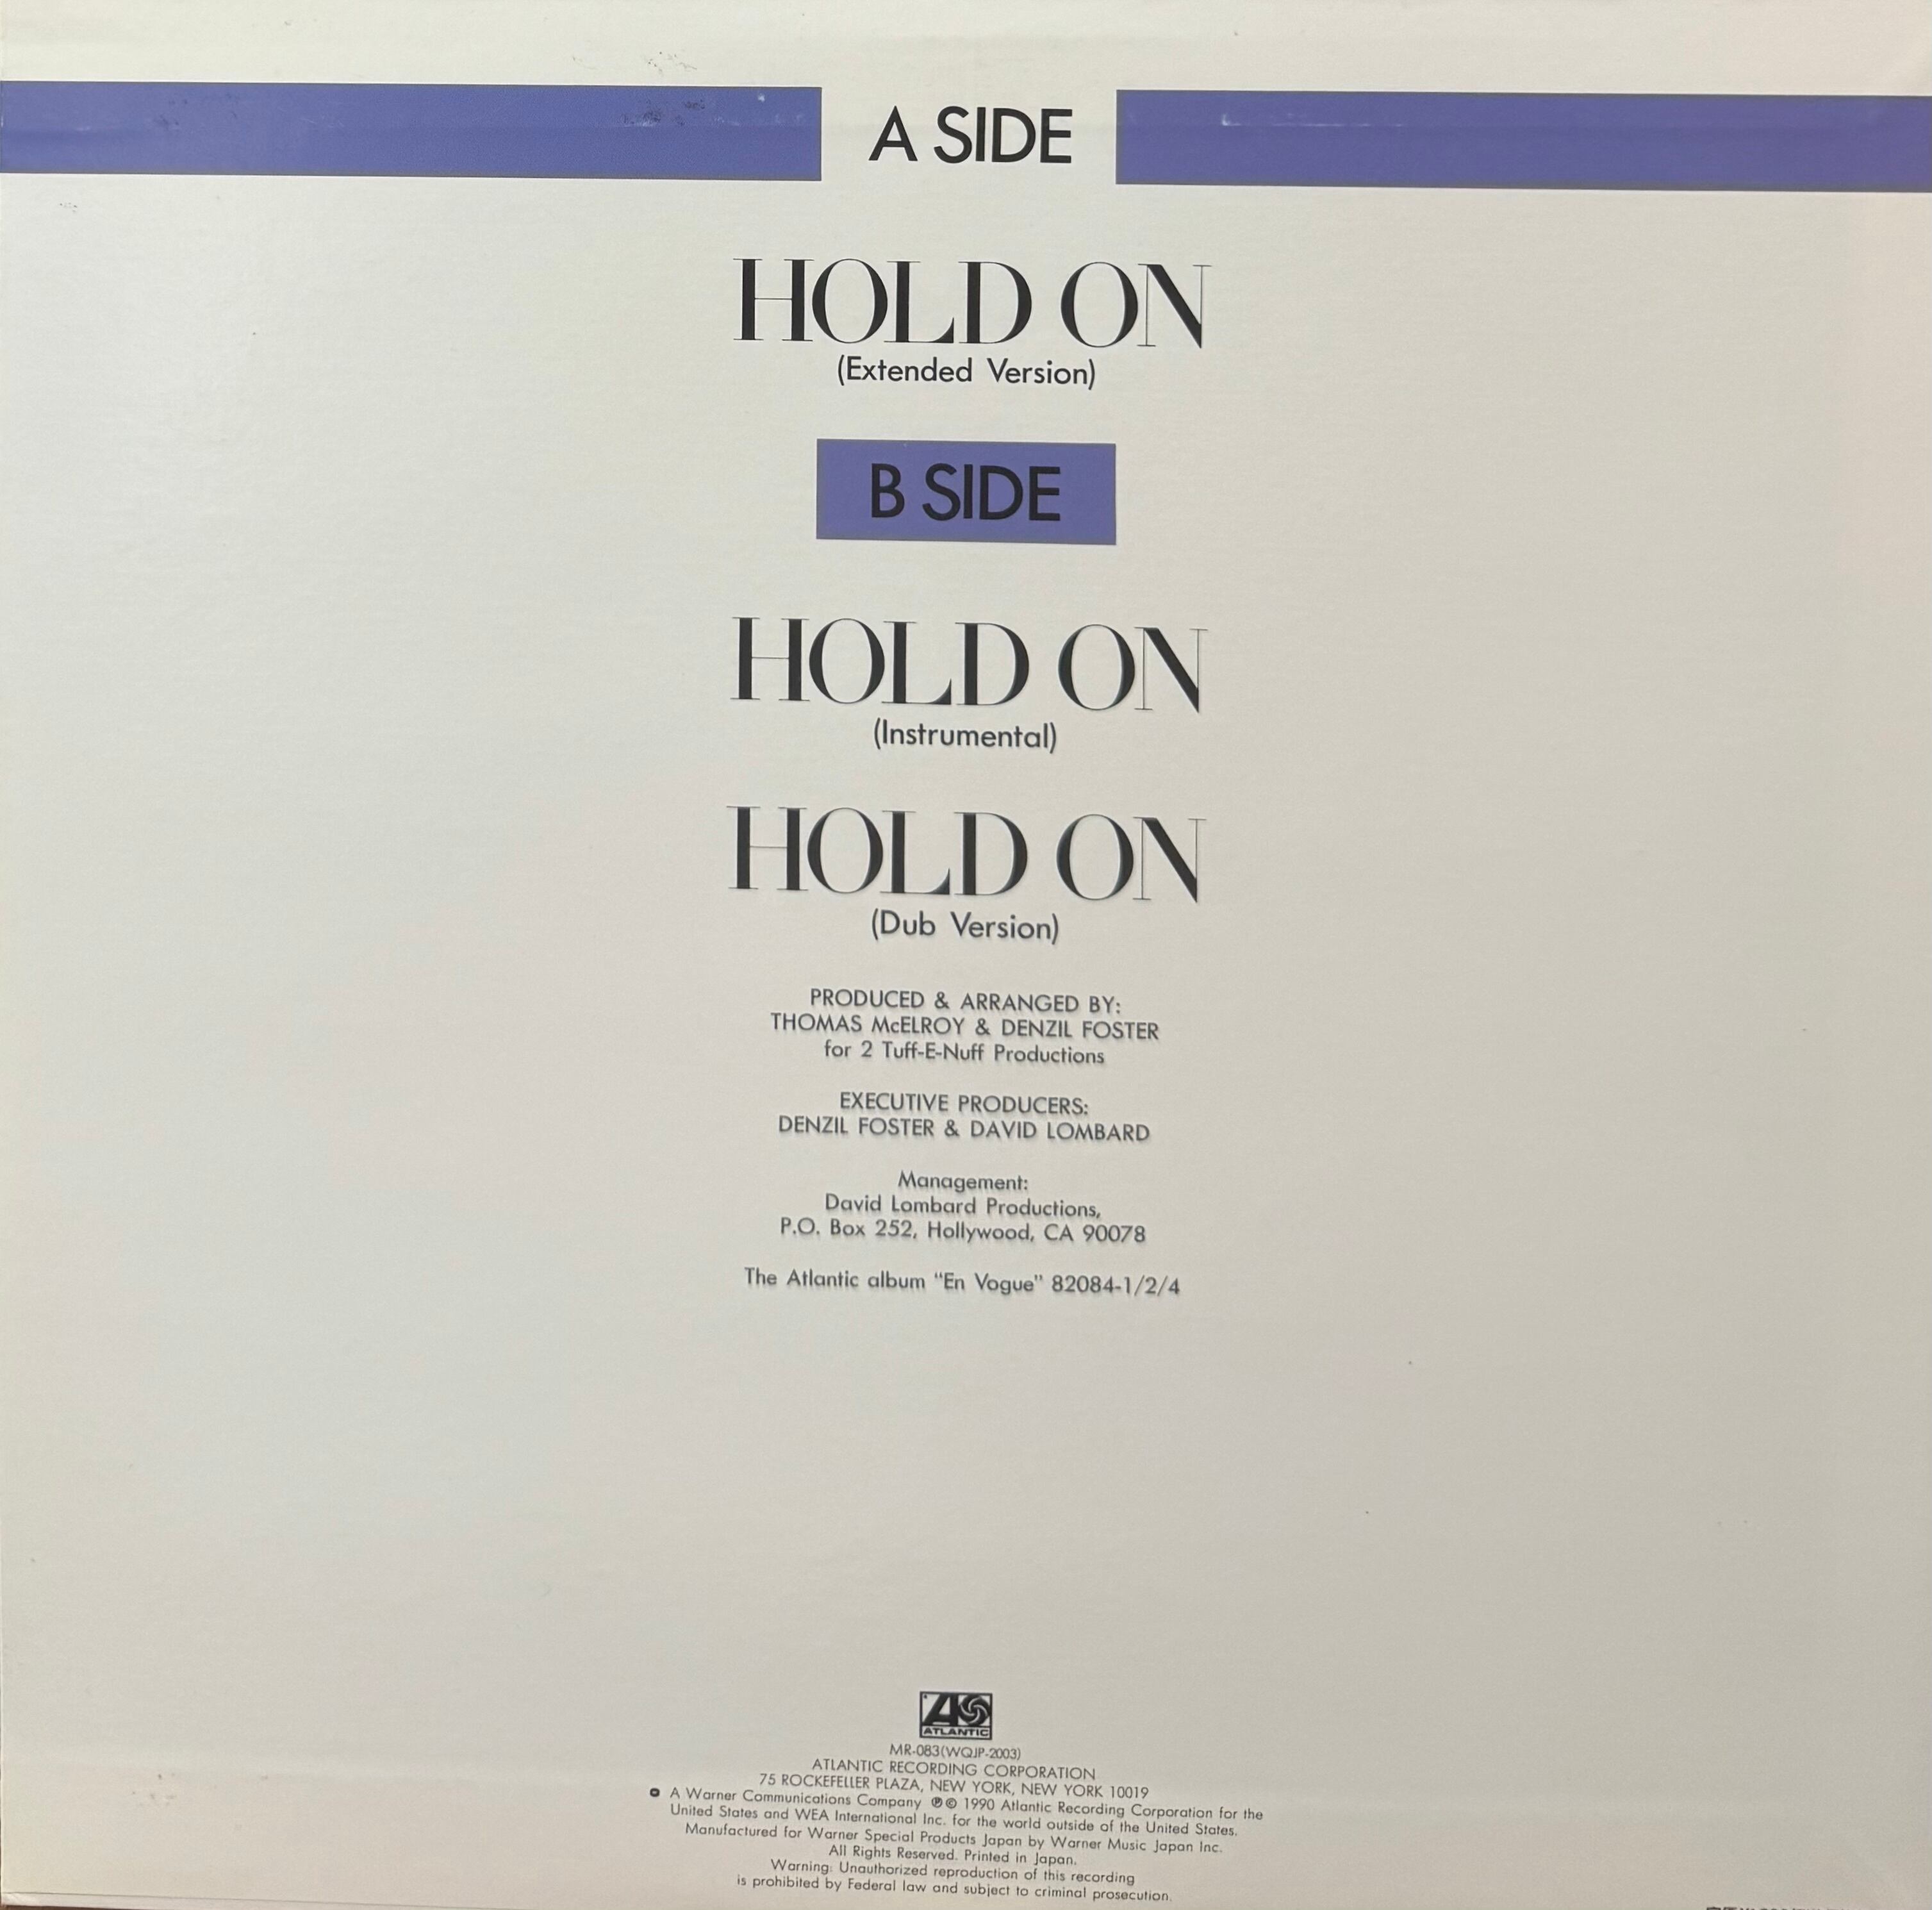 A SIDE
HOLD ON
(Extended Version)
B SIDE
HOLD ON
(Instrumental)
HOLD ON
(Dub Version)
PRODUCED & ARRANGED BY:
THOMAS McELROY & DENZIL FOSTER
for 2 Tuff-E-Nuff Productions
EXECUTIVE PRODUCERS:
DENZIL FOSTER & DAVID LOMBARD
Management:
David Lombard Productions,
P.O. Box 252, Hollywood, CA 90078
The Atlantic album “En Vogue” 82084-1/2/4
ATLANTIC
MR-083(WQJP-2003)
ATLANTIC RECORDING CORPORATION
75 ROCKEFELLER PLAZA, NEW YORK, NEW YORK 10019
A Warner Communications Company ℗© 1990 Atlantic Recording Corporation for the
United States and WEA International Inc. for the world outside of the United States.
Manufactured for Warner Special Products Japan by Warner Music Japan Inc.
All Rights Reserved. Printed in Japan.
Warning: Unauthorized reproduction of this recording
is prohibited by Federal law and subject to criminal prosecution.